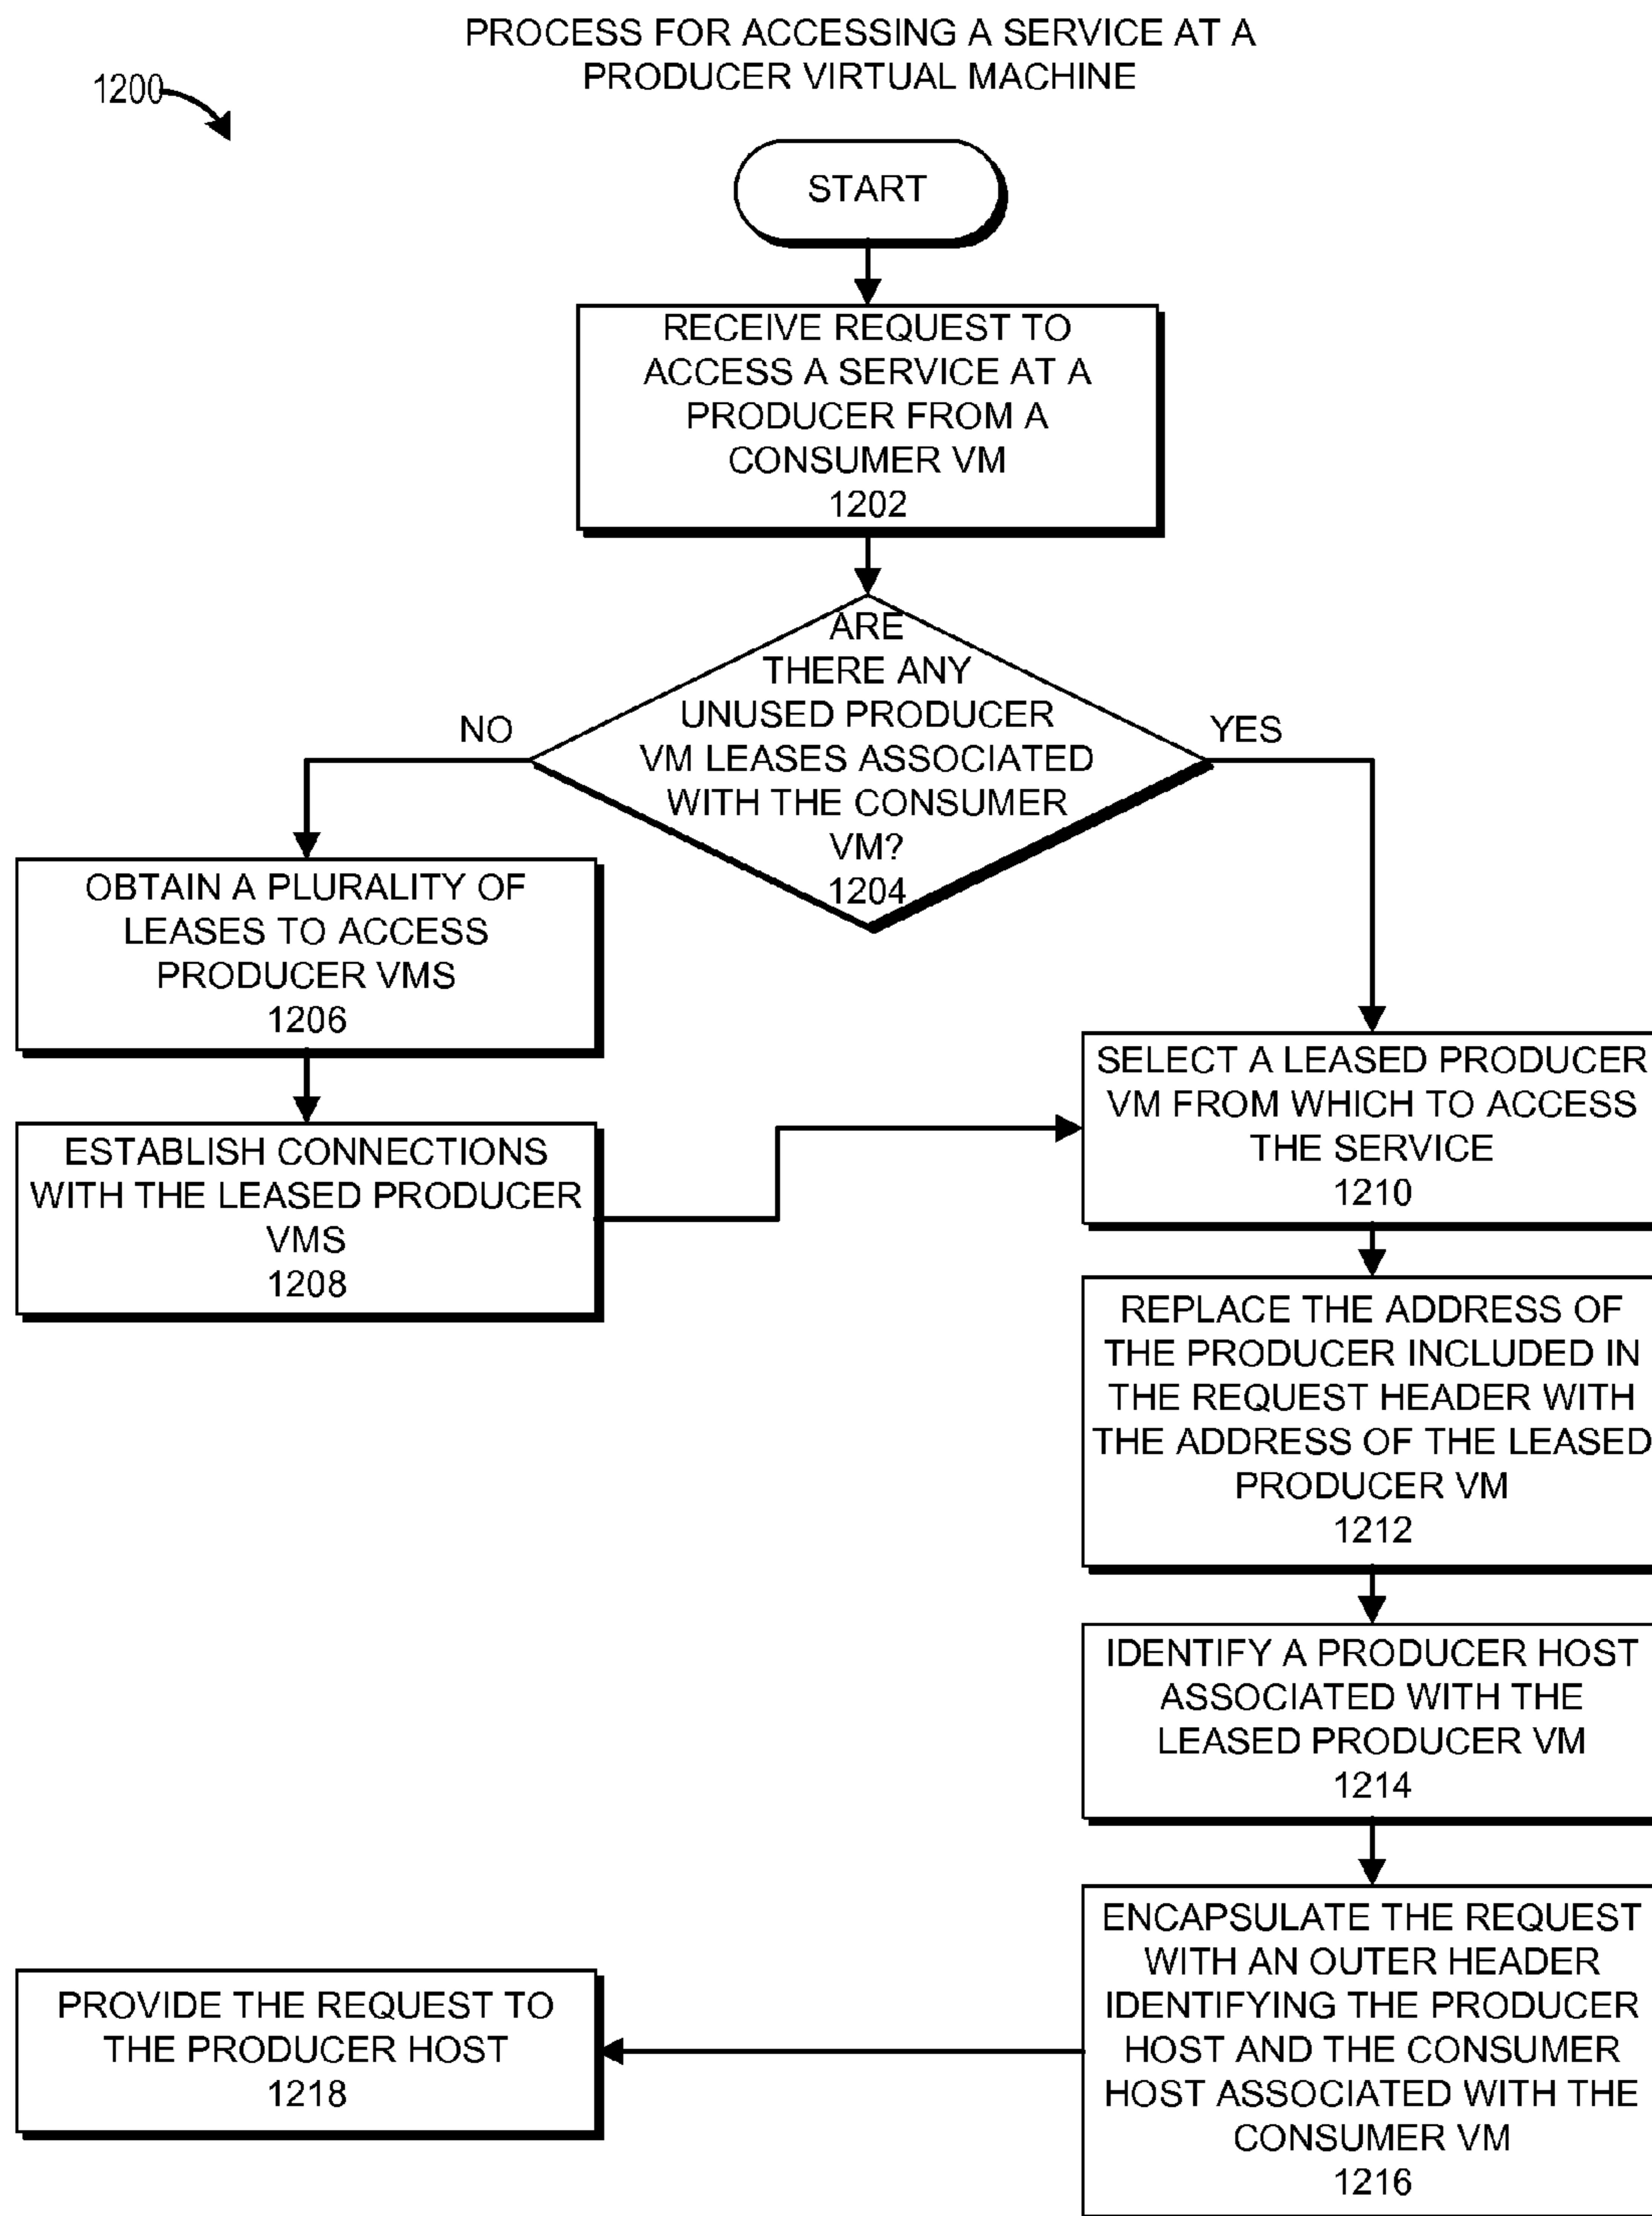 PROCESS FOR ACCESSING A SERVICE AT A
PRODUCER VIRTUAL MACHINE
1200
START
RECEIVE REQUEST TO
ACCESS A SERVICE AT A
PRODUCER FROM A
CONSUMER VM
1202
ARE
THERE ANY
UNUSED PRODUCER
VM LEASES ASSOCIATED
WITH THE CONSUMER
VM?
1204
NO
YES
OBTAIN A PLURALITY OF
LEASES TO ACCESS
PRODUCER VMS
1206
ESTABLISH CONNECTIONS
WITH THE LEASED PRODUCER
VMS
1208
SELECT A LEASED PRODUCER
VM FROM WHICH TO ACCESS
THE SERVICE
1210
REPLACE THE ADDRESS OF
THE PRODUCER INCLUDED IN
THE REQUEST HEADER WITH
THE ADDRESS OF THE LEASED
PRODUCER VM
1212
IDENTIFY A PRODUCER HOST
ASSOCIATED WITH THE
LEASED PRODUCER VM
1214
ENCAPSULATE THE REQUEST
WITH AN OUTER HEADER
IDENTIFYING THE PRODUCER
HOST AND THE CONSUMER
HOST ASSOCIATED WITH THE
CONSUMER VM
1216
PROVIDE THE REQUEST TO
THE PRODUCER HOST
1218